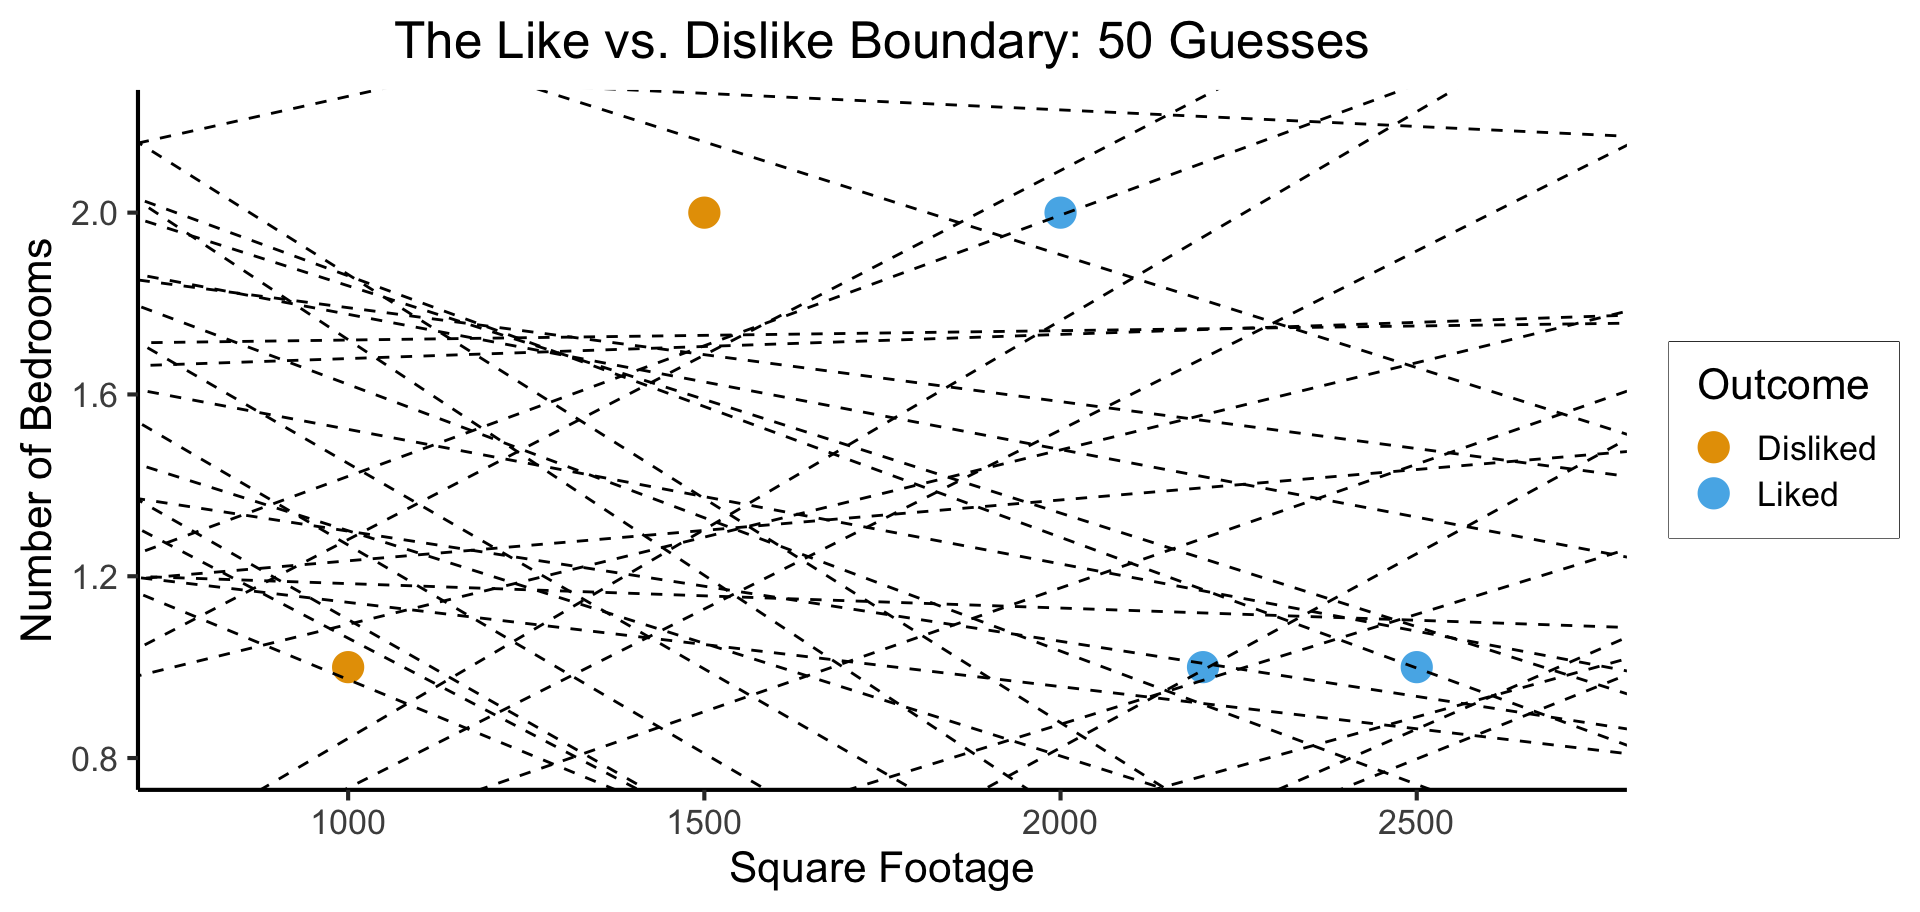 The Like vs. Dislike Boundary: 50 Guesses
Number of Bedrooms
2.0
1.6
1.2
0.8
1000 1500 2000 2500
Square Footage
Outcome
Disliked
Liked